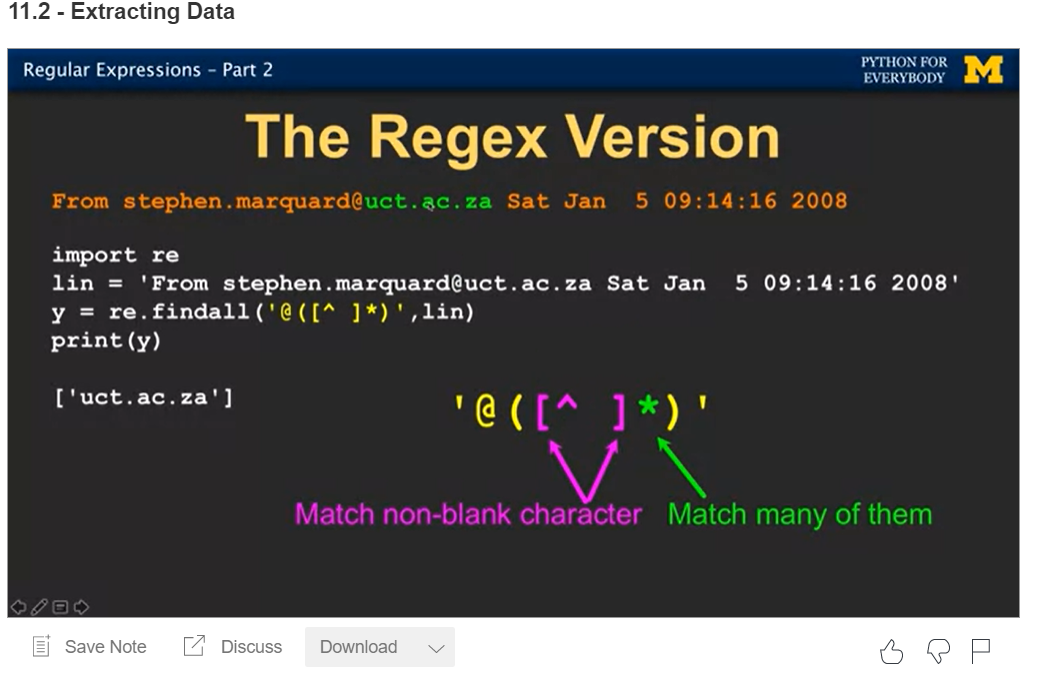 11.2 - Extracting Data
Regular Expressions – Part 2
PYTHON FOR
EVERYBODY
M
The Regex Version
From stephen.marquard@uct.ac.za Sat Jan  5 09:14:16 2008
import re
lin = 'From stephen.marquard@uct.ac.za Sat Jan  5 09:14:16 2008'
y = re.findall('@([^ ]*)',lin)
print(y)
['uct.ac.za']
'@([^ ]*)'
Match non-blank character
Match many of them
Save Note
Discuss
Download